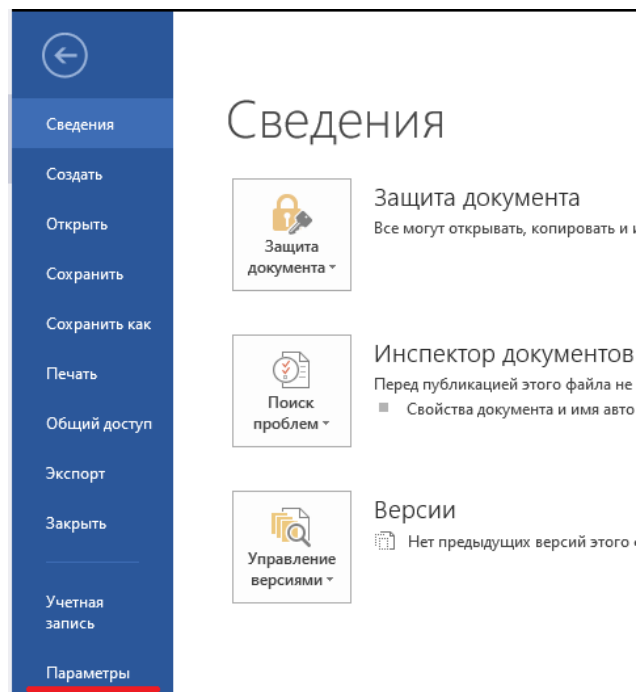 Сведения
Создать
Открыть
Сохранить
Сохранить как
Печать
Общий доступ
Экспорт
Закрыть
Учетная
запись
Параметры
Сведения
Защита
документа
Защита документа
Все могут открывать, копировать и
Поиск
проблем
Инспектор документов
Перед публикацией этого файла не
Свойства документа и имя авто
Управление
версиями
Версии
Нет предыдущих версий этого